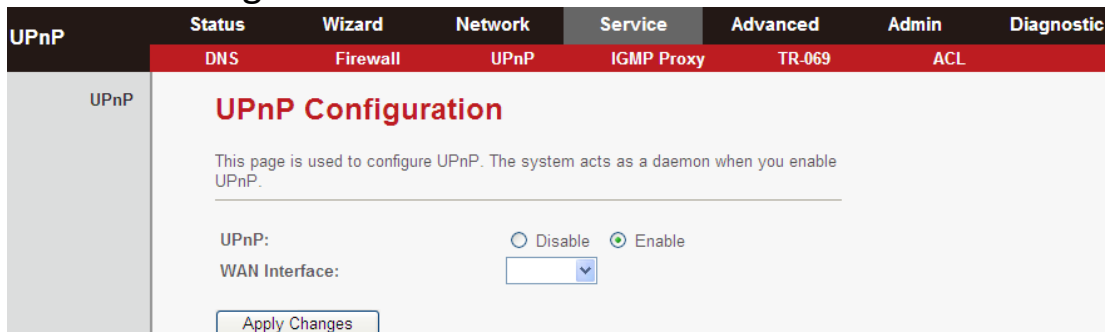 UPnP
Status Wizard Network Service Advanced Admin Diagnostic
DNS Firewall UPnP IGMP Proxy TR-069 ACL
UPnP
UPnP Configuration
This page is used to configure UPnP. The system acts as a daemon when you enable
UPnP.
UPnP: Disable Enable
WAN Interface:
Apply Changes